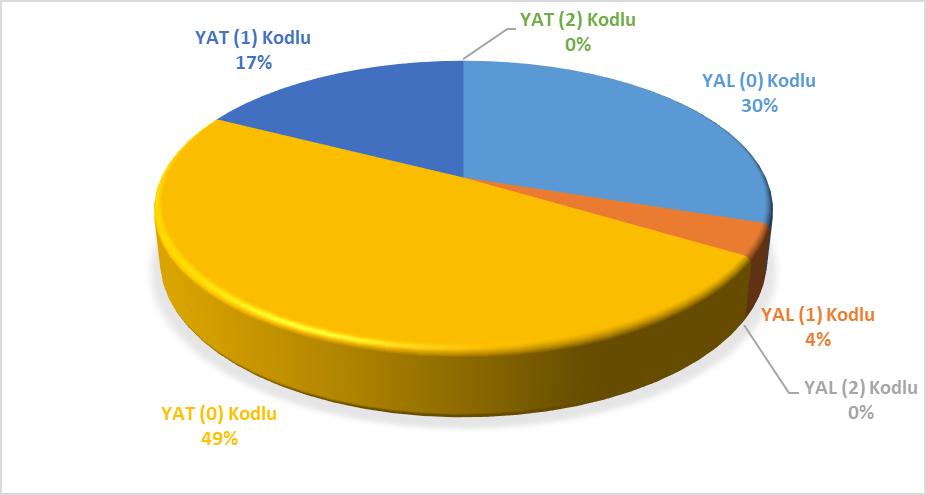 YAT (2) Kodlu
0%
YAT (1) Kodlu
17%
YAL (0) Kodlu
30%
YAL (1) Kodlu
4%
YAL (2) Kodlu
0%
YAT (0) Kodlu
49%